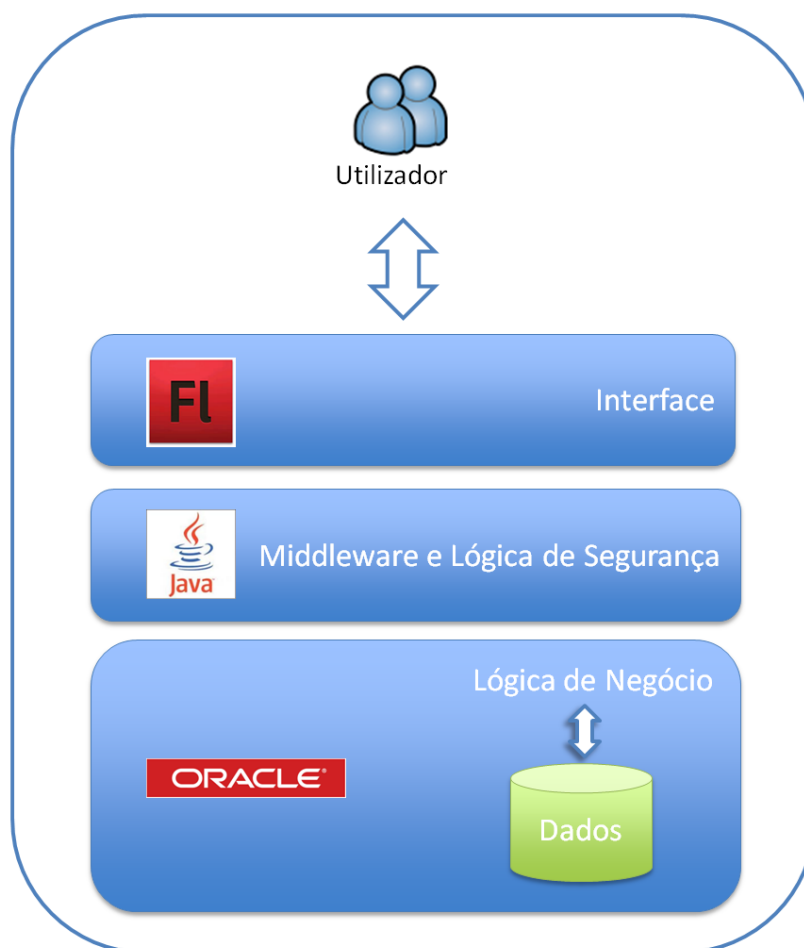 Utilizador
Fl
Interface
Java
Middleware e Lógica de Segurança
Lógica de Negócio
ORACLE®
Dados